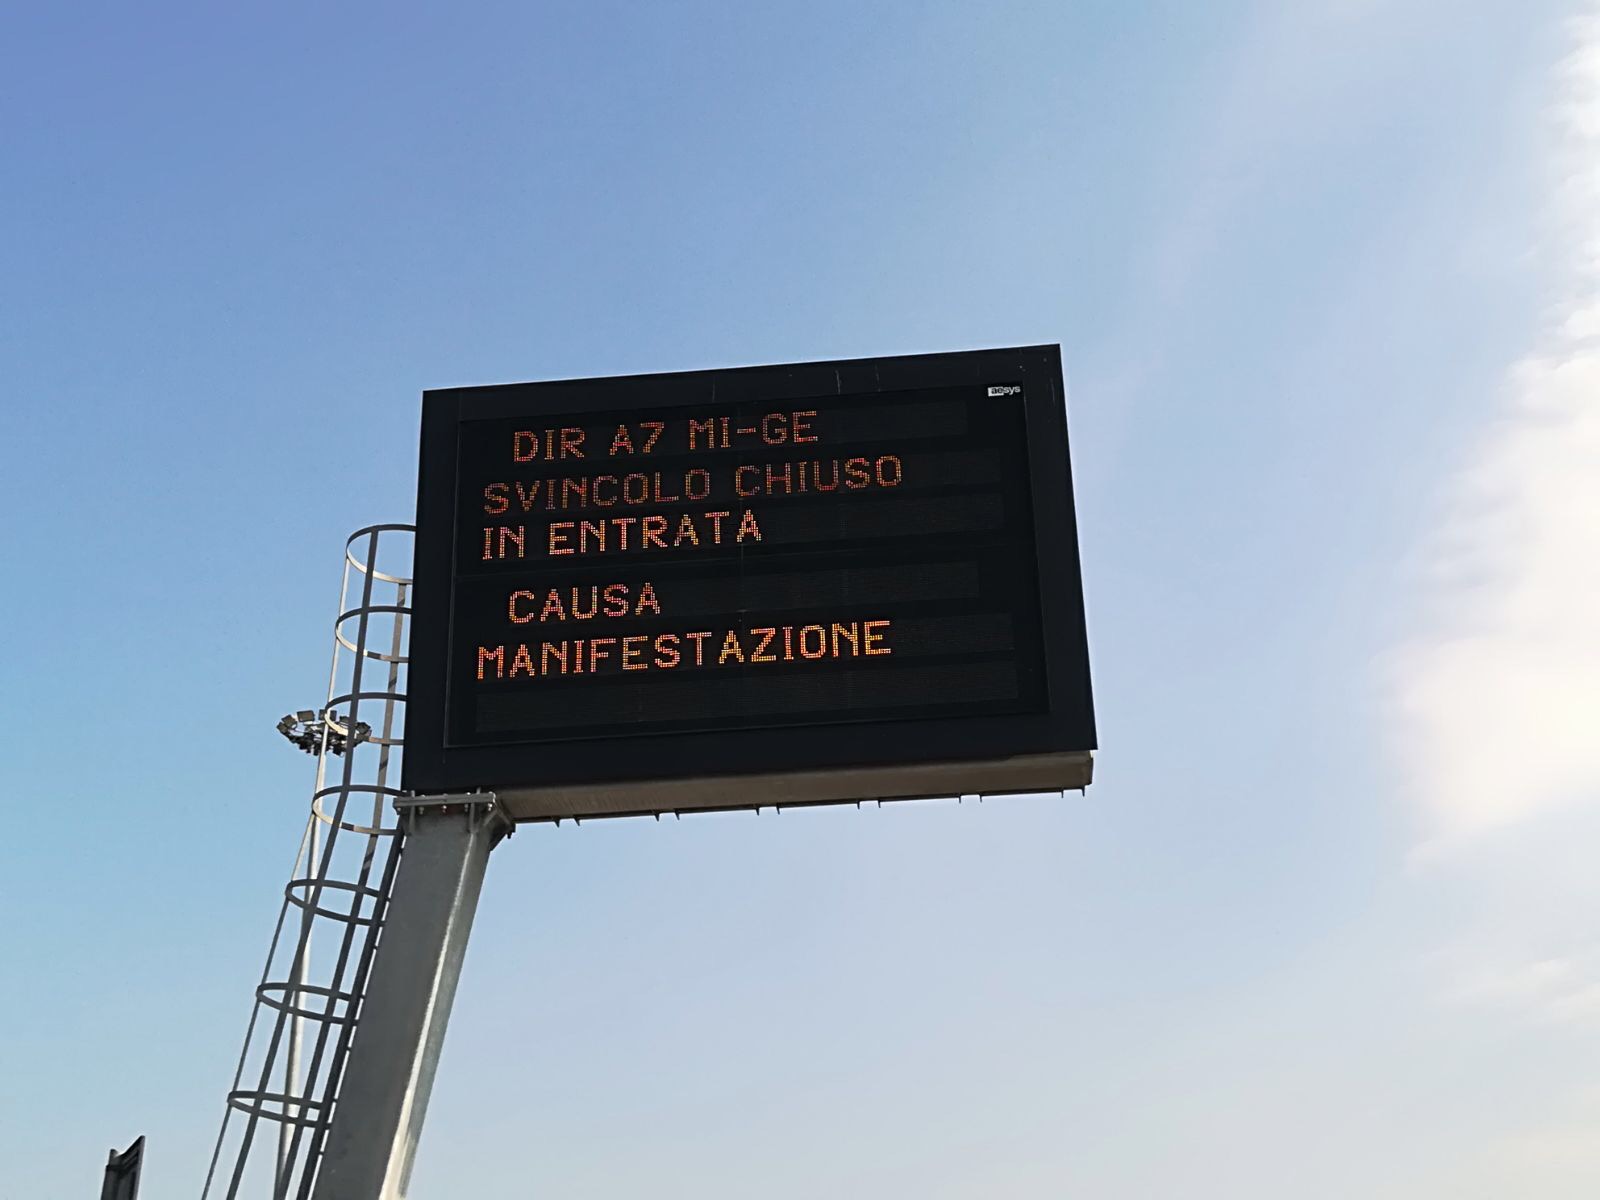 aesys
DIR A7 MI-GE
SVINCOLO CHIUSO
IN ENTRATA
CAUSA
MANIFESTAZIONE